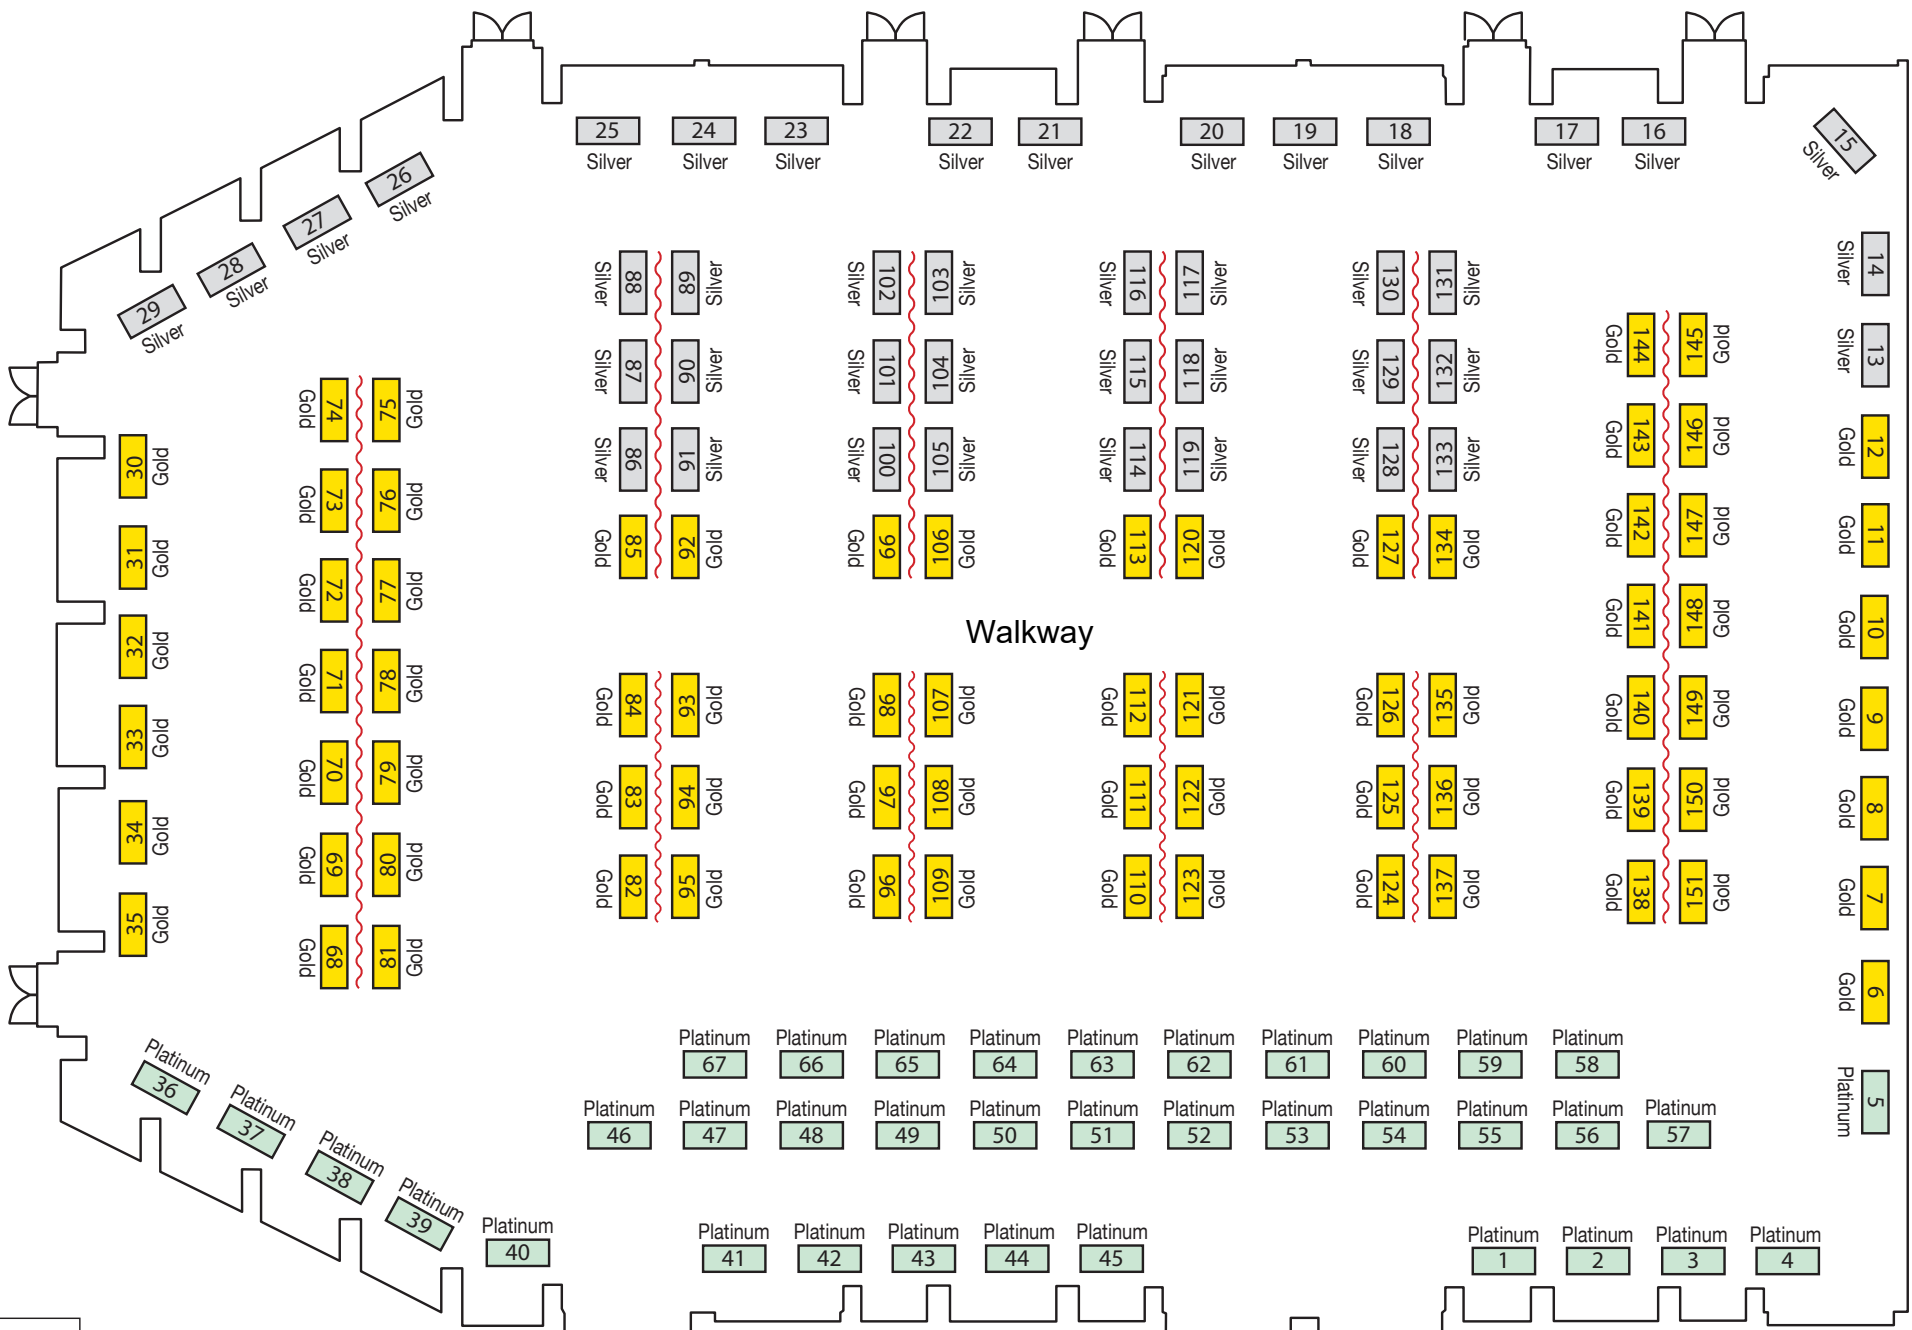 25 24 23 22 21 20 19 18 17 16 15
Silver Silver Silver Silver Silver Silver Silver Silver Silver Silver Silver
26 Silver
27 Silver
28 Silver
29 Silver
14 Silver
13 Silver
12 Gold
11 Gold
10 Gold
9 Gold
8 Gold
7 Gold
6 Gold
5 Platinum
30 Gold
31 Gold
32 Gold
33 Gold
34 Gold
35 Gold
Gold 74 75 Gold
Gold 73 76 Gold
Gold 72 77 Gold
Gold 71 78 Gold
Gold 70 79 Gold
Gold 69 80 Gold
Gold 68 81 Gold
Silver 88 89 Silver
Silver 87 90 Silver
Silver 86 91 Silver
Gold 85 92 Gold
Silver 102 103 Silver
Silver 101 104 Silver
Silver 100 105 Silver
Gold 99 106 Gold
Silver 116 117 Silver
Silver 115 118 Silver
Silver 114 119 Silver
Gold 113 120 Gold
Silver 130 131 Silver
Silver 129 132 Silver
Silver 128 133 Silver
Gold 127 134 Gold
Gold 144 145 Gold
Gold 143 146 Gold
Gold 142 147 Gold
Gold 141 148 Gold
Gold 140 149 Gold
Gold 139 150 Gold
Gold 138 151 Gold
Walkway
Gold 84 93 Gold
Gold 83 94 Gold
Gold 82 95 Gold
Gold 98 107 Gold
Gold 97 108 Gold
Gold 96 109 Gold
Gold 112 121 Gold
Gold 111 122 Gold
Gold 110 123 Gold
Gold 126 135 Gold
Gold 125 136 Gold
Gold 124 137 Gold
Platinum Platinum Platinum Platinum Platinum Platinum Platinum Platinum Platinum Platinum
67 66 65 64 63 62 61 60 59 58
Platinum Platinum Platinum Platinum Platinum Platinum Platinum Platinum Platinum Platinum Platinum Platinum
46 47 48 49 50 51 52 53 54 55 56 57
Platinum 36
Platinum 37
Platinum 38
Platinum 39
Platinum 40
Platinum Platinum Platinum Platinum Platinum
41 42 43 44 45
Platinum Platinum Platinum Platinum
1 2 3 4